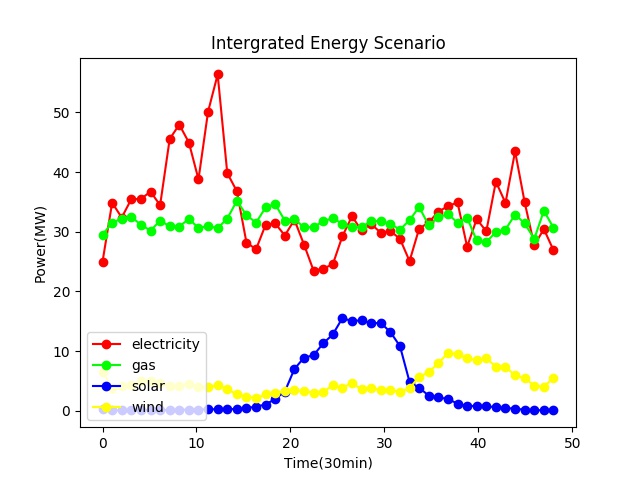 Intergrated Energy Scenario
Power(MW)
50
40
30
20
10
0
electricity
gas
solar
wind
0 10 20 30 40 50
Time(30min)